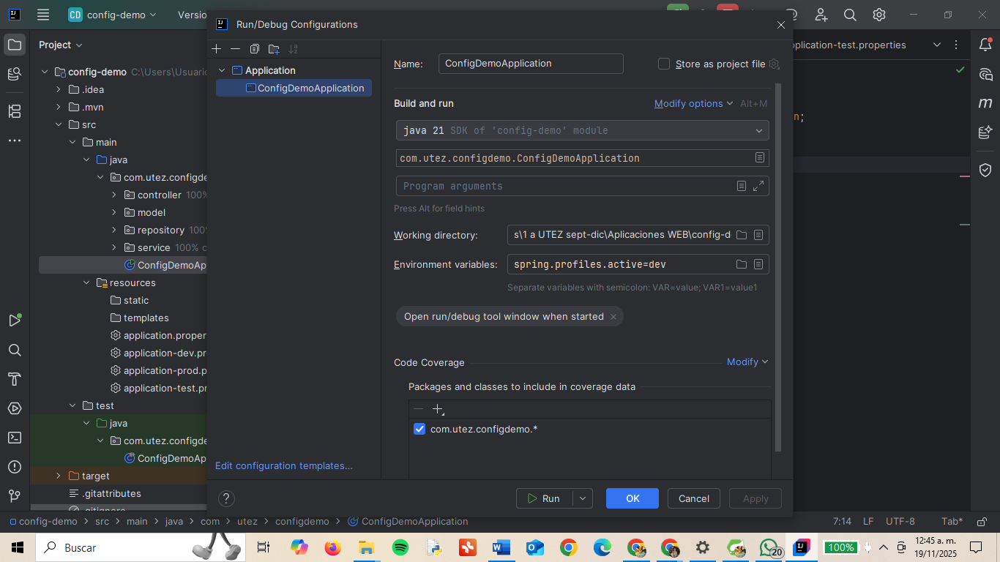 CD config-demo Versio
Run/Debug Configurations
Project
pplication-test.properties
config-demo C:\Users\Usuario
.idea
.mvn
src
main
java
com.utez.configde
controller 100%
model
repository 100%
service 100% c
ConfigDemoAp
resources
static
templates
application.proper
application-dev.pr
application-prod.p
application-test.pr
test
java
com.utez.configde
ConfigDemoAp
target
.gitattributes
.gitignore
Application
ConfigDemoApplication
Edit configuration templates...
Name: ConfigDemoApplication Store as project file
Build and run Modify options Alt+M
n;
java 21 SDK of 'config-demo' module
com.utez.configdemo.ConfigDemoApplication
Program arguments
Press Alt for field hints
Working directory: s\1 a UTEZ sept-dic\Aplicaciones WEB\config-d
Environment variables: spring.profiles.active=dev
Separate variables with semicolon: VAR=value; VAR1=value1
Open run/debug tool window when started
Code Coverage Modify
Packages and classes to include in coverage data
com.utez.configdemo.*
? Run OK Cancel Apply
config-demo > src > main > java > com > utez > configdemo > ConfigDemoApplication 7:14 LF UTF-8 Tab*
Buscar
20
100%
12:45 a. m.
19/11/2025